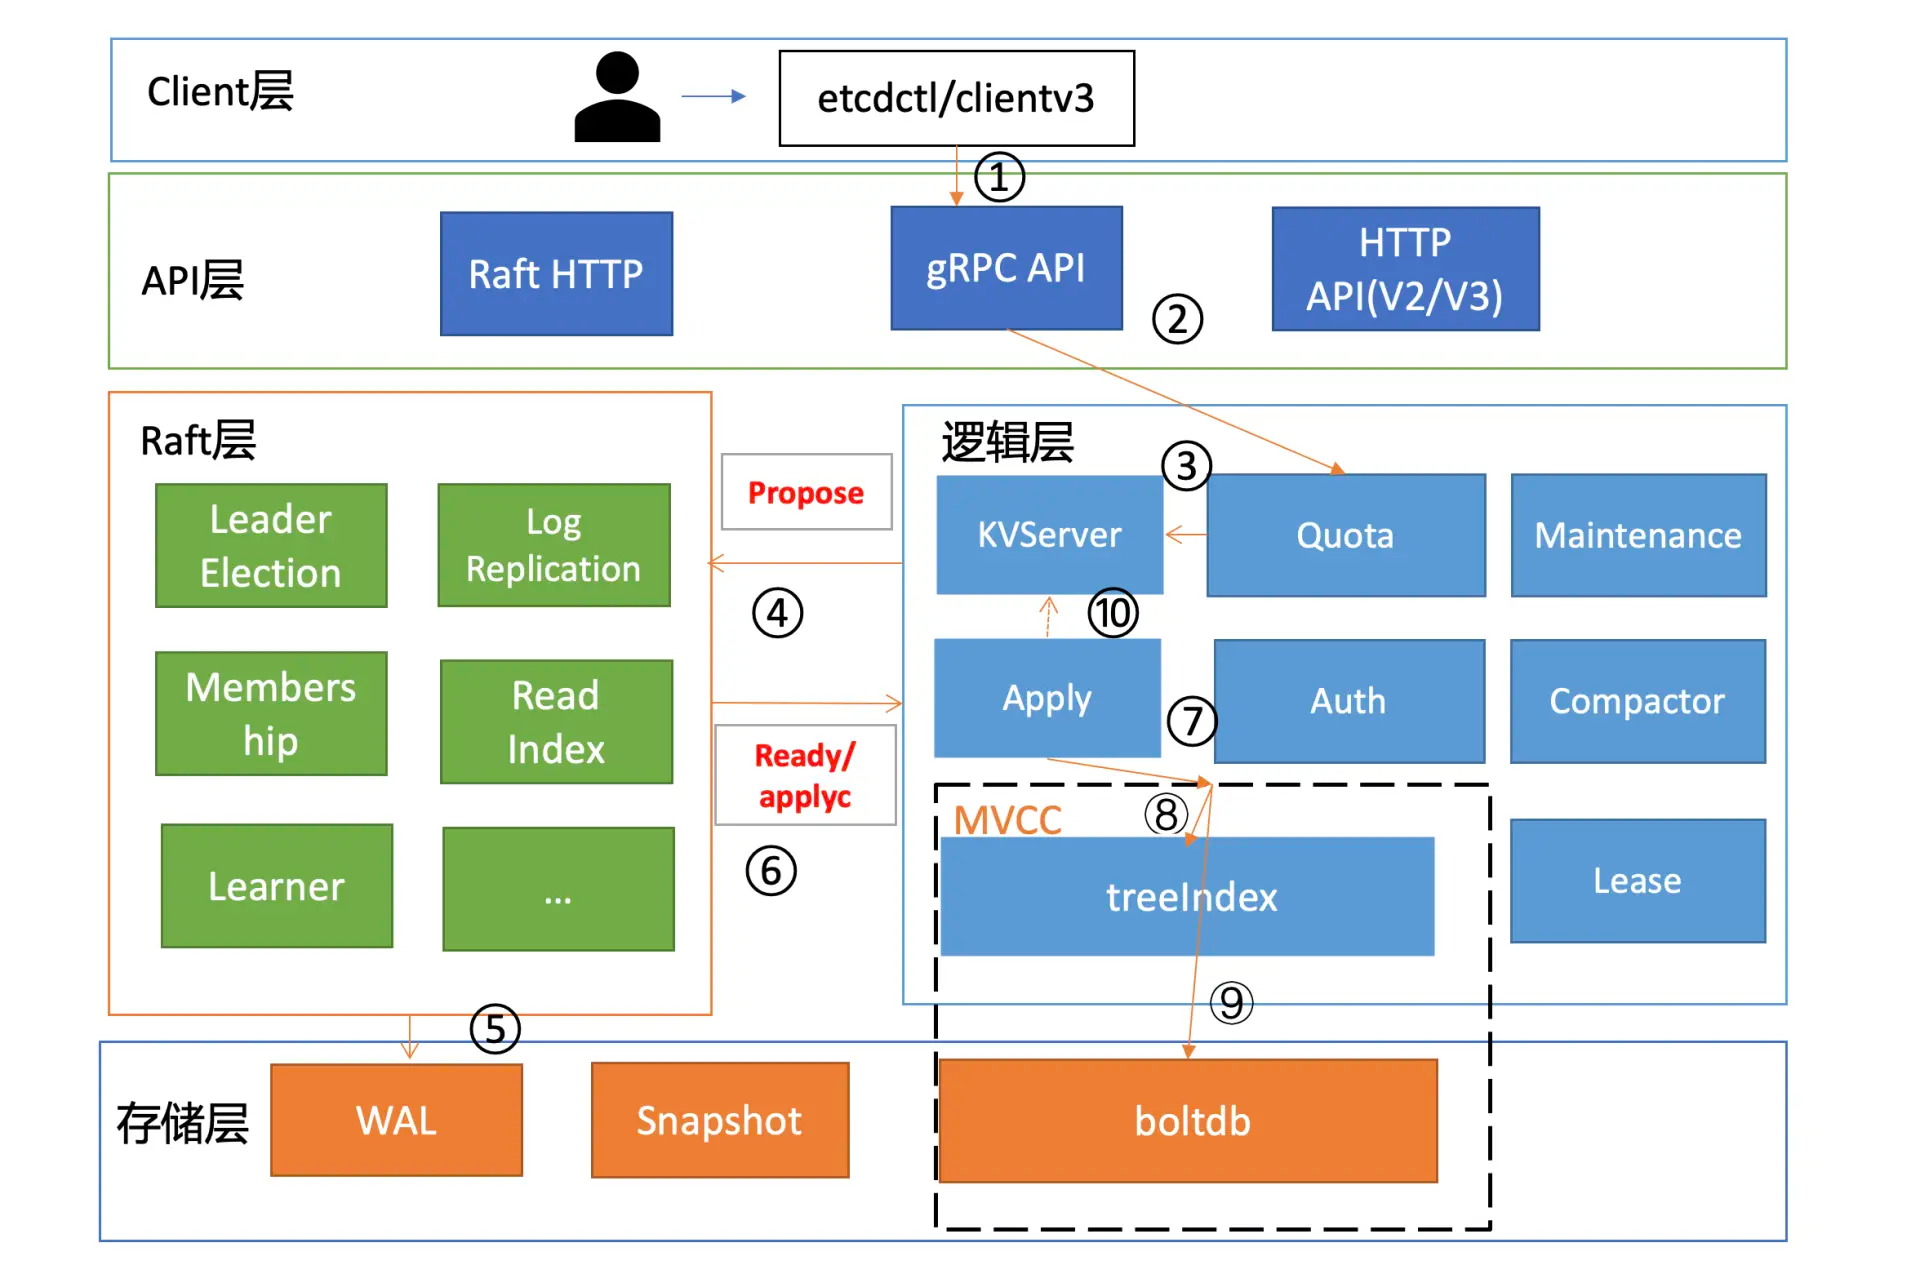 Client层
etcdctl/clientv3
①
API层
Raft HTTP
gRPC API
HTTP
API(V2/V3)
②
Raft层
Leader
Election
Log
Replication
Members
hip
Read
Index
Learner
...
Propose
④
Ready/
applyc
⑥
逻辑层
③
KVServer
Quota
Maintenance
⑩
Apply
⑦
Auth
Compactor
MVCC
⑧
treeIndex
Lease
⑨
⑤
存储层
WAL
Snapshot
boltdb